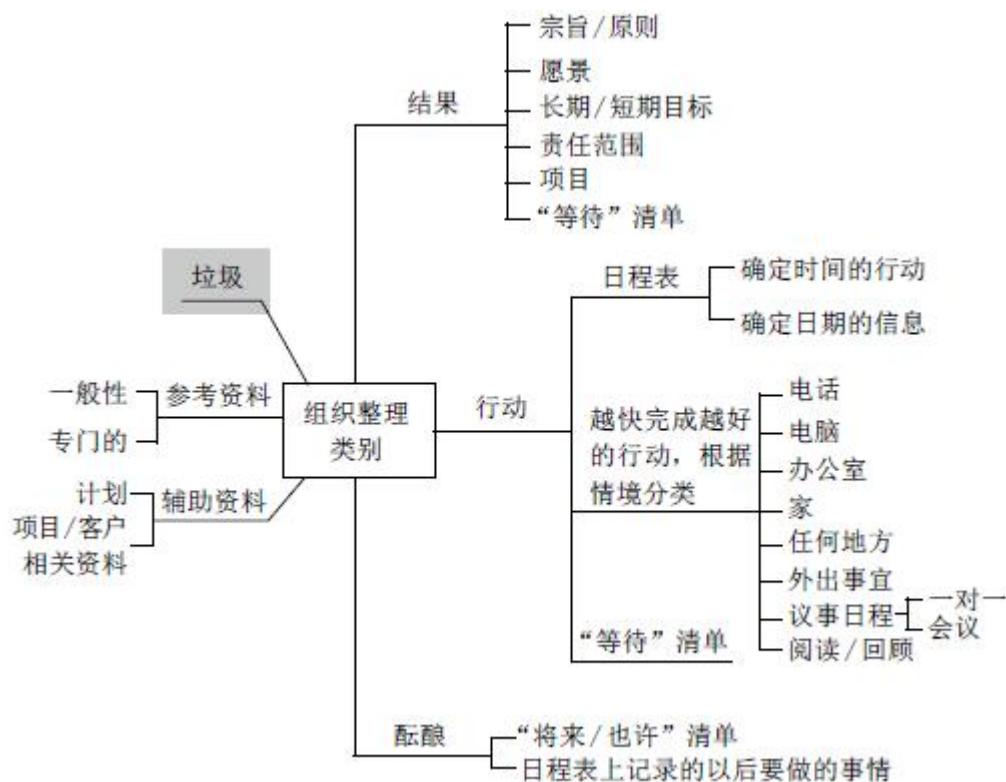 宗旨/原则
愿景
结果
长期/短期目标
责任范围
项目
“等待”清单
垃圾
日程表
确定时间的行动
确定日期的信息
一般性
参考资料
专门的
组织整理
类别
行动
越快完成越好
的行动，根据
情境分类
电话
电脑
办公室
家
任何地方
外出事宜
议事日程
一对一
会议
阅读/回顾
计划
辅助资料
项目/客户
相关资料
“等待”清单
酝酿
“将来/也许”清单
日程表上记录的以后要做的事情